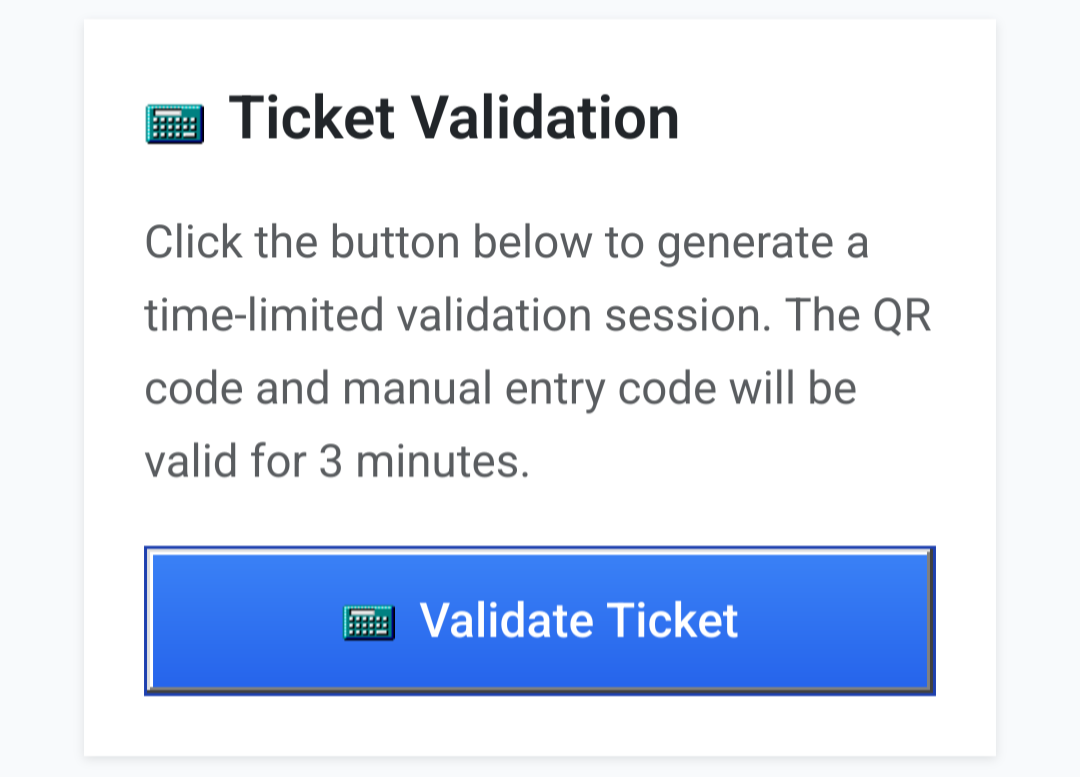 Ticket Validation
Click the button below to generate a
time-limited validation session. The QR
code and manual entry code will be
valid for 3 minutes.
Validate Ticket